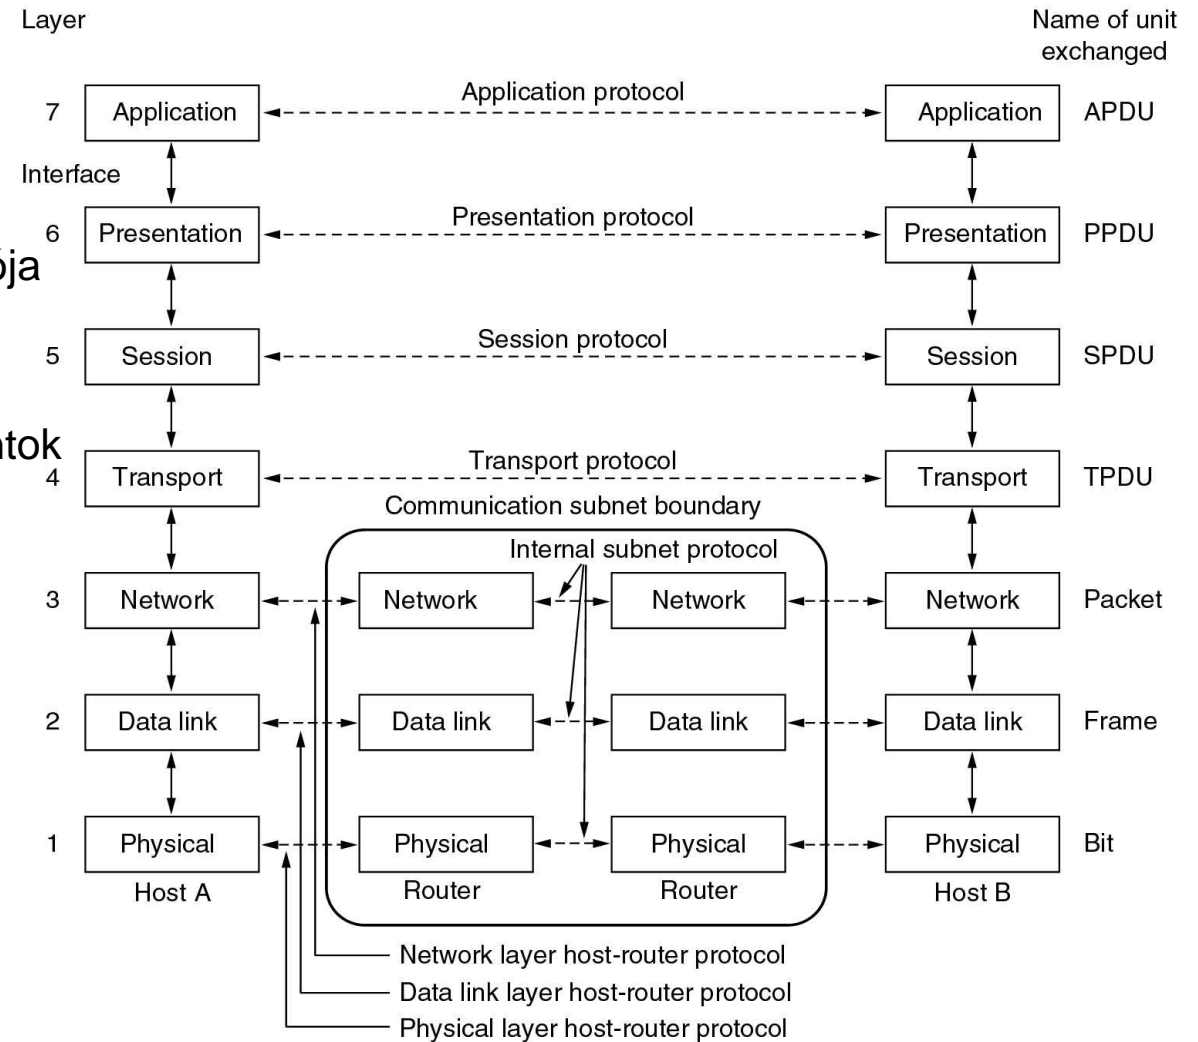 Layer
Name of unit
exchanged
7
Application
Application protocol
Application
APDU
Interface
6
Presentation
Presentation protocol
Presentation
PPDU
5
Session
Session protocol
Session
SPDU
4
Transport
Transport protocol
Transport
TPDU
Communication subnet boundary
Internal subnet protocol
3
Network
Network
Network
Network
Packet
2
Data link
Data link
Data link
Data link
Frame
1
Physical
Physical
Physical
Physical
Bit
Host A
Router
Router
Host B
Network layer host-router protocol
Data link layer host-router protocol
Physical layer host-router protocol